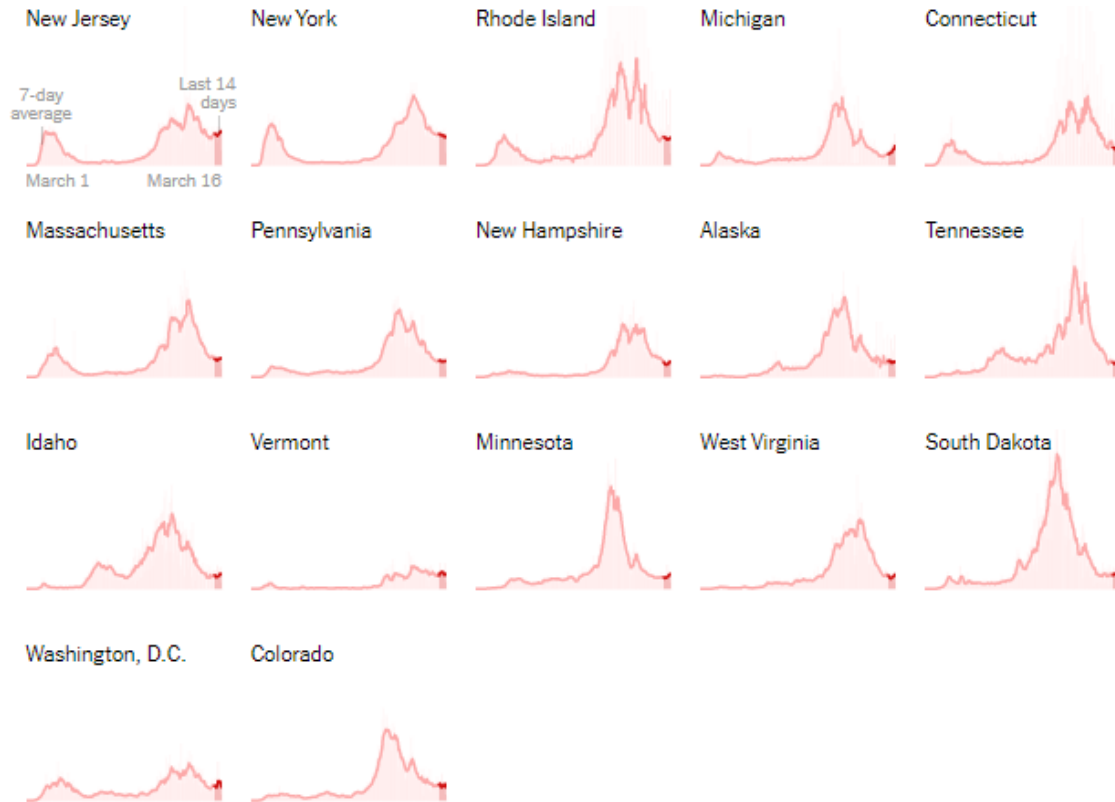 New Jersey
New York
Rhode Island
Michigan
Connecticut
7-day
average
Last 14
days
March 1
March 16
Massachusetts
Pennsylvania
New Hampshire
Alaska
Tennessee
Idaho
Vermont
Minnesota
West Virginia
South Dakota
Washington, D.C.
Colorado